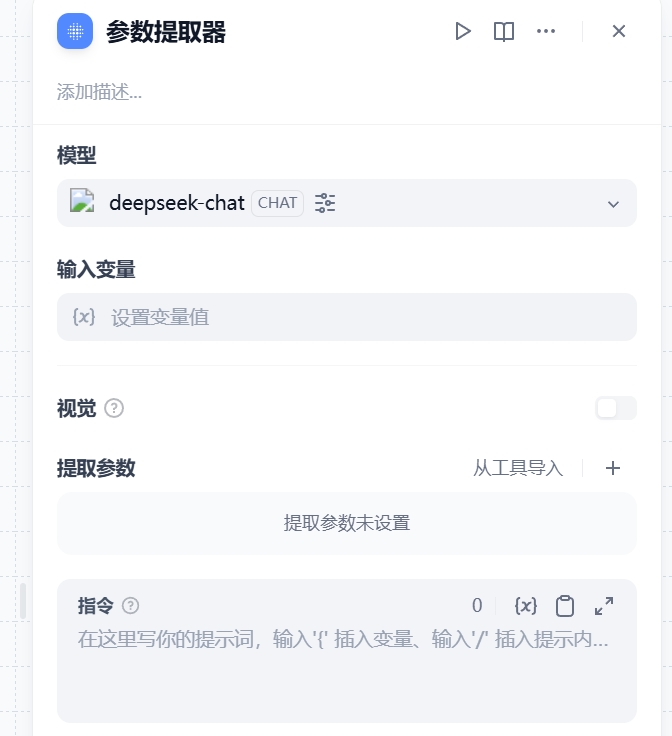 参数提取器
添加描述...
模型
deepseek-chat CHAT
输入变量
{x} 设置变量值
视觉
提取参数 从工具导入
提取参数未设置
指令 0 {x}
在这里写你的提示词，输入'{' 插入变量、输入'/' 插入提示内...